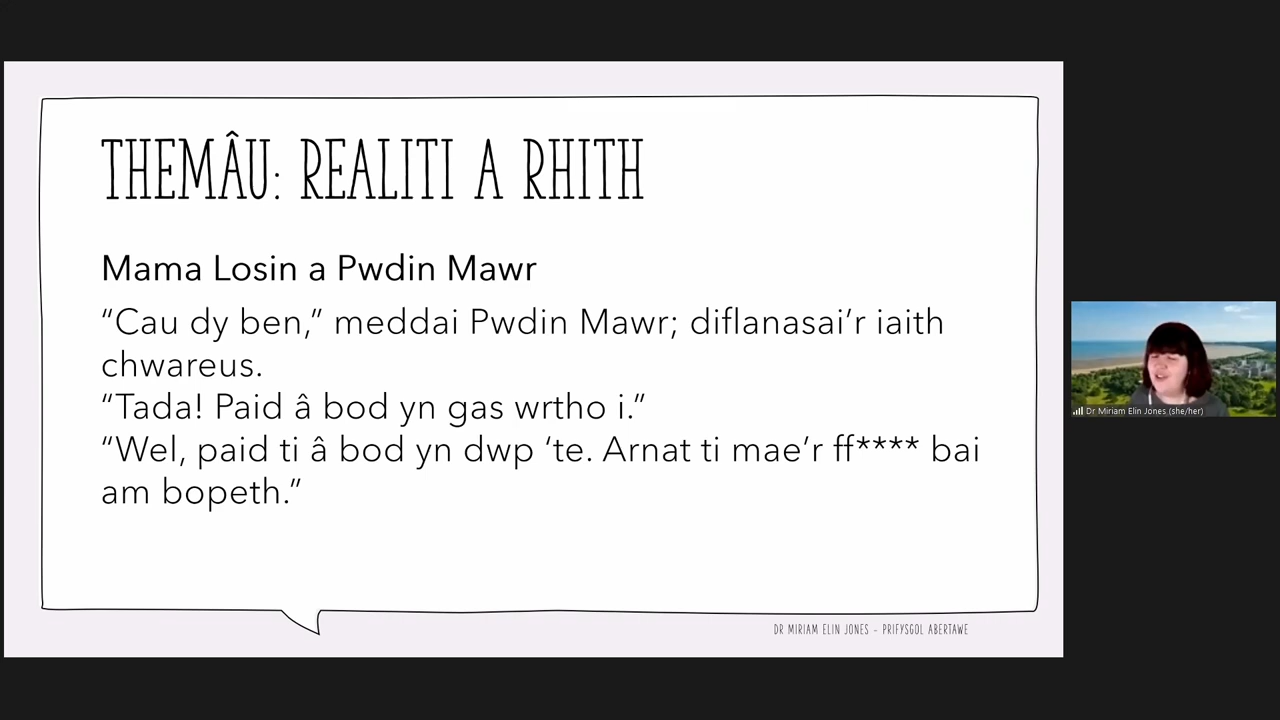 THEMÂU: REALITI A RHITH
Mama Losin a Pwdin Mawr
“Cau dy ben,” meddai Pwdin Mawr; diflanasai’r iaith
chwareus.
“Tada! Paid â bod yn gas wrtho i.”
“Wel, paid ti â bod yn dwp ‘te. Arnat ti mae’r ff**** bai
am bopeth.”
DR MIRIAM ELIN JONES - PRIFYSGOL ABERTAWE
Dr Miriam Elin Jones (she/her)